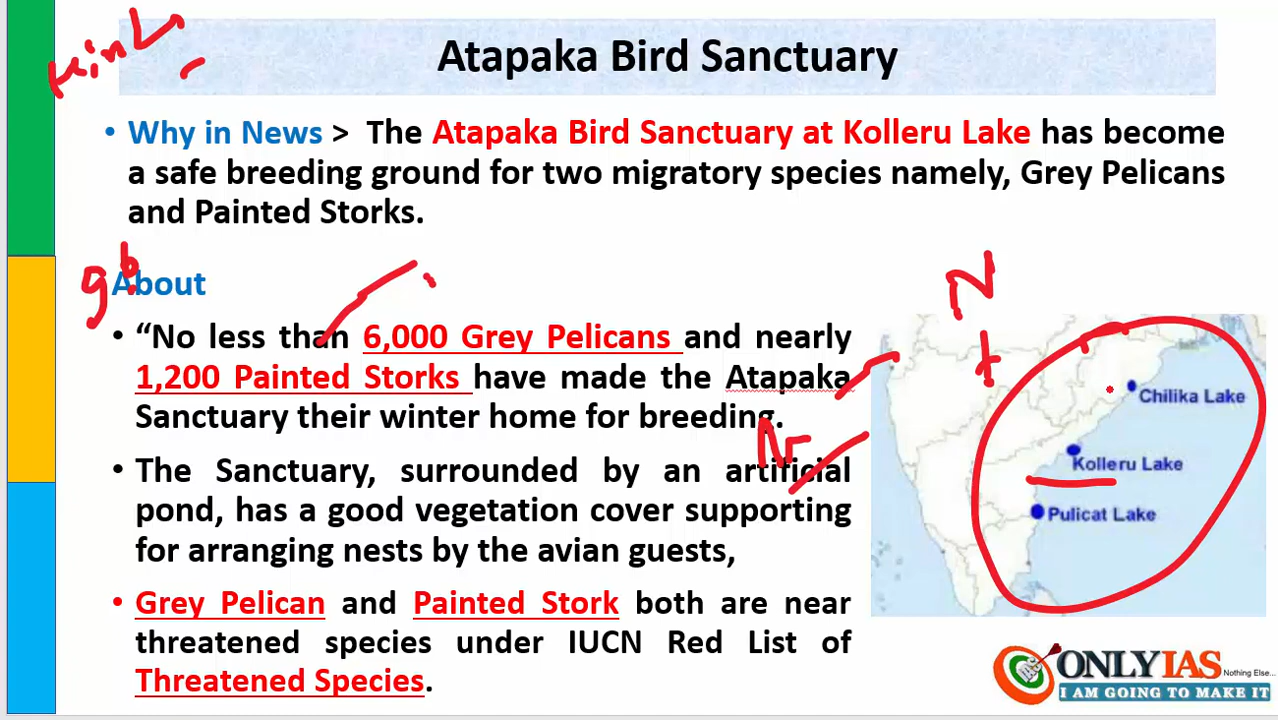 Atapaka Bird Sanctuary
• Why in News > The Atapaka Bird Sanctuary at Kolleru Lake has become
a safe breeding ground for two migratory species namely, Grey Pelicans
and Painted Storks.
About
• “No less than 6,000 Grey Pelicans and nearly
1,200 Painted Storks have made the Atapaka
Sanctuary their winter home for breeding.
• The Sanctuary, surrounded by an artificial
pond, has a good vegetation cover supporting
for arranging nests by the avian guests,
• Grey Pelican and Painted Stork both are near
threatened species under IUCN Red List of
Threatened Species.
N
Chilika Lake
Kolleru Lake
Pulicat Lake
ONLYIAS
Nothing Else...
I AM GOING TO MAKE IT